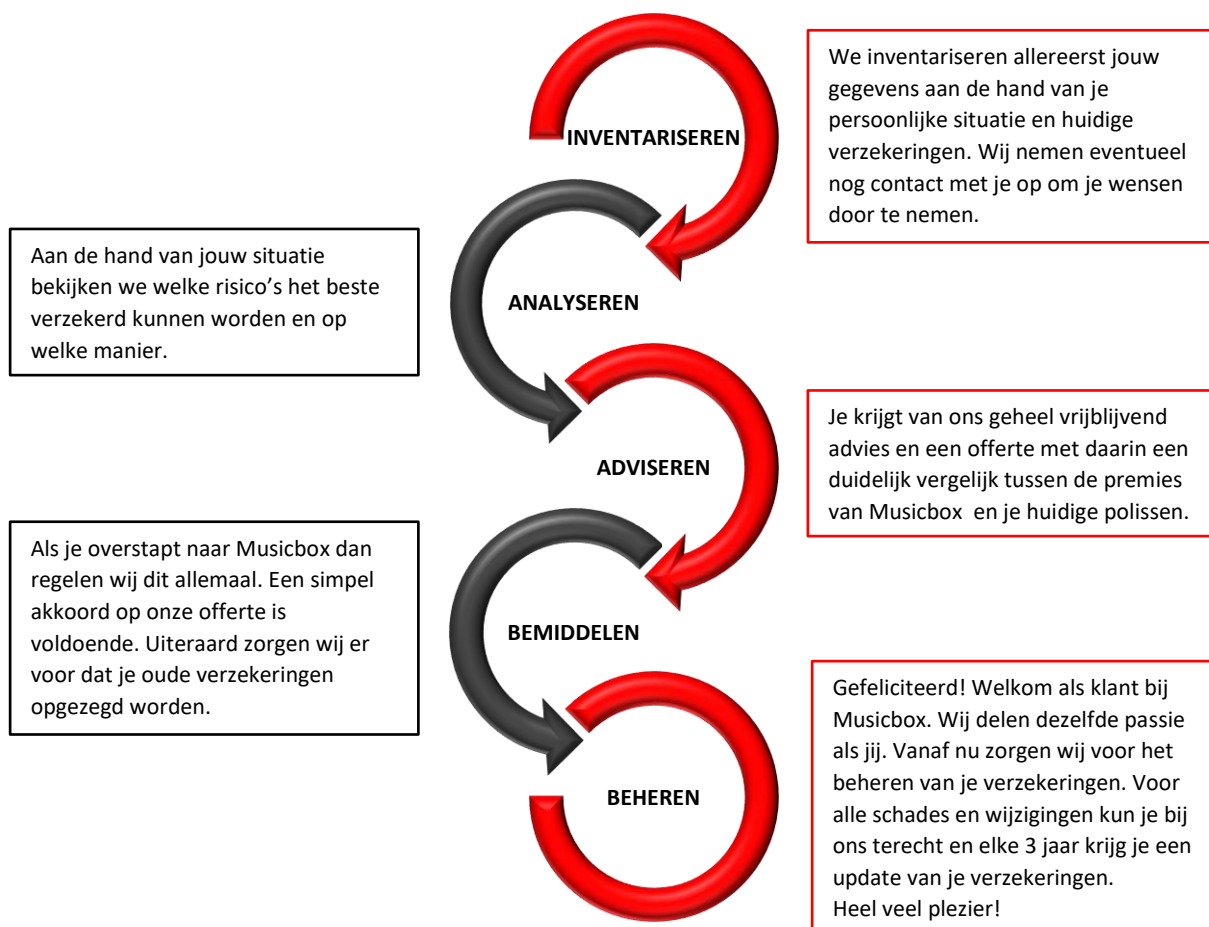 INVENTARISEREN
We inventariseren allereerst jouw
gegevens aan de hand van je
persoonlijke situatie en huidige
verzekeringen. Wij nemen eventueel
nog contact met je op om je wensen
door te nemen.
ANALYSEREN
Aan de hand van jouw situatie
bekijken we welke risico’s het beste
verzekerd kunnen worden en op
welke manier.
ADVISEREN
Je krijgt van ons geheel vrijblijvend
advies en een offerte met daarin een
duidelijk vergelijk tussen de premies
van Musicbox  en je huidige polissen.
BEMIDDELEN
Als je overstapt naar Musicbox dan
regelen wij dit allemaal. Een simpel
akkoord op onze offerte is
voldoende. Uiteraard zorgen wij er
voor dat je oude verzekeringen
opgezegd worden.
BEHEREN
Gefeliciteerd! Welkom als klant bij
Musicbox. Wij delen dezelfde passie
als jij. Vanaf nu zorgen wij voor het
beheren van je verzekeringen. Voor
alle schades en wijzigingen kun je bij
ons terecht en elke 3 jaar krijg je een
update van je verzekeringen.
Heel veel plezier!